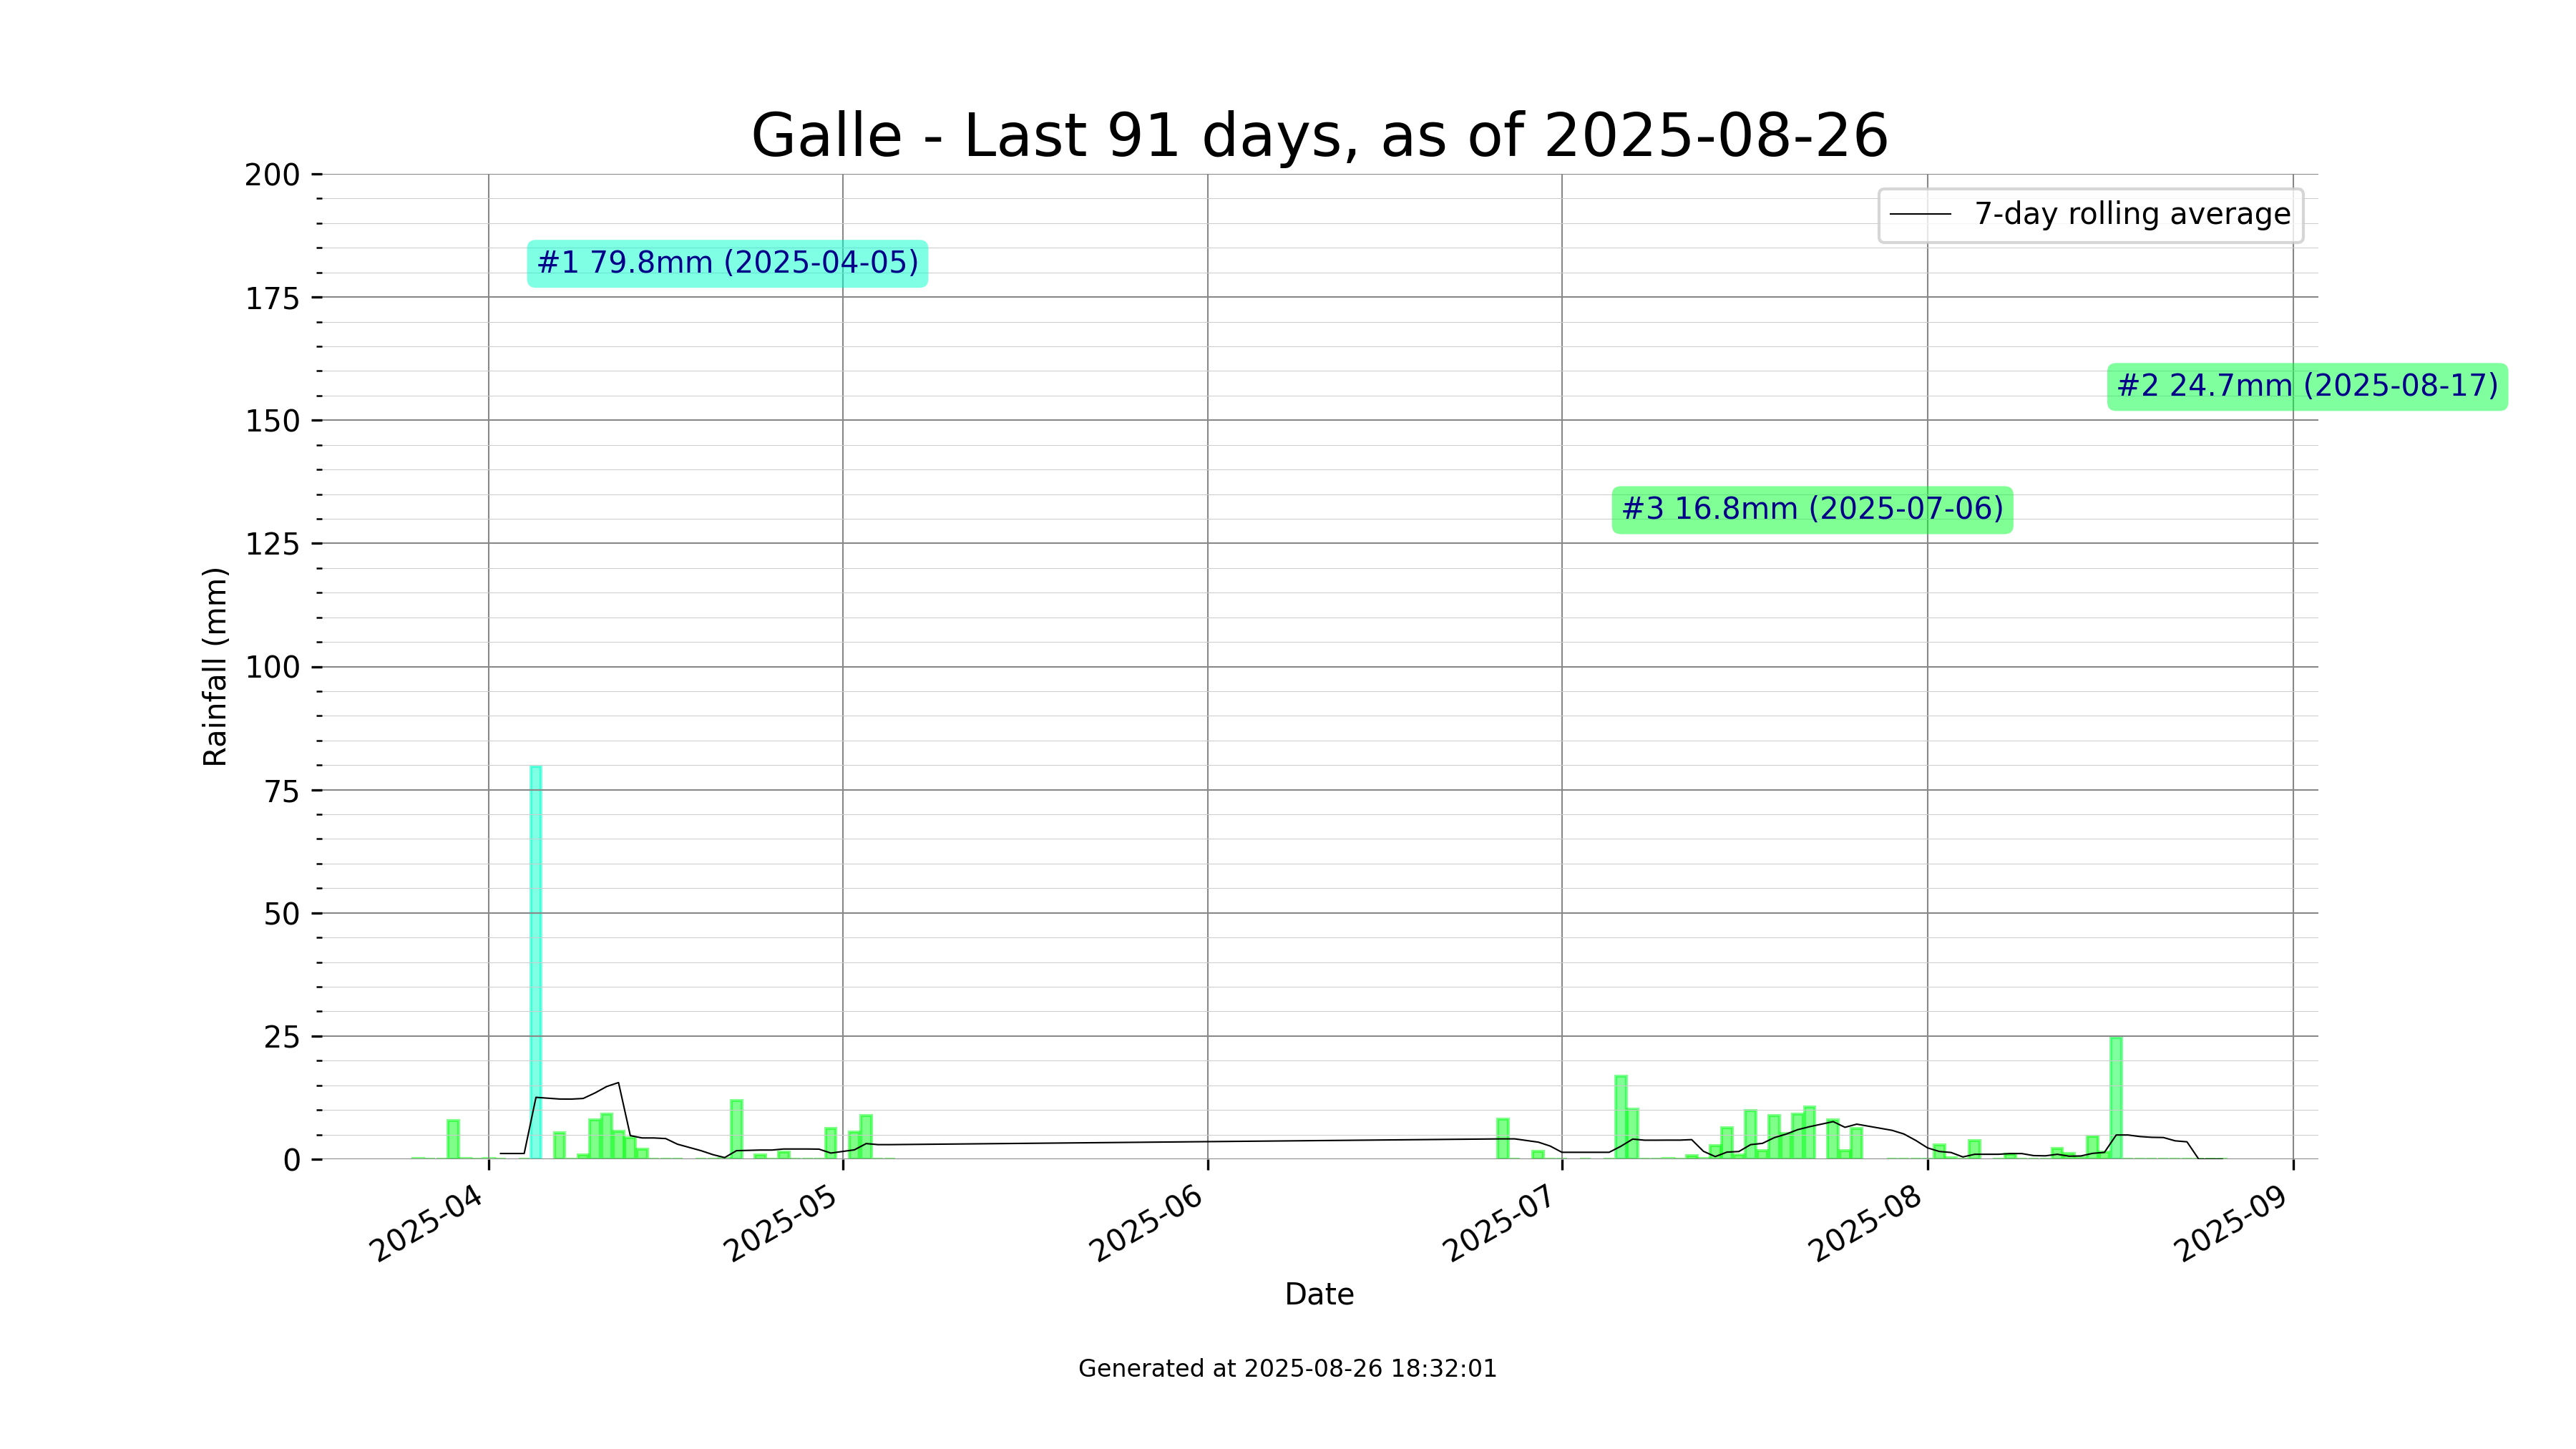 Galle - Last 91 days, as of 2025-08-26
7-day rolling average
#1 79.8mm (2025-04-05)
#2 24.7mm (2025-08-17)
#3 16.8mm (2025-07-06)
Rainfall (mm)
200
175
150
125
100
75
50
25
0
2025-04
2025-05
2025-06
2025-07
2025-08
2025-09
Date
Generated at 2025-08-26 18:32:01